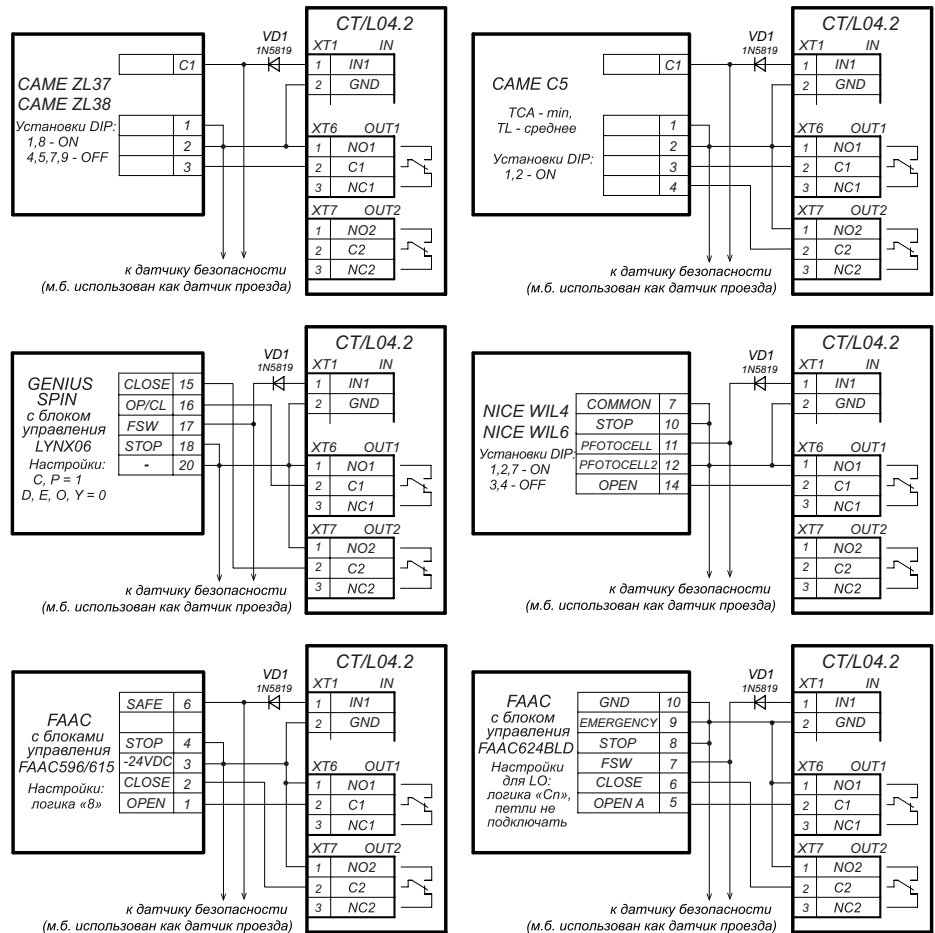 CT/L04.2
VD1
1N5819
XT1 IN
C1
1 IN1
2 GND
CAME ZL37
CAME ZL38
Установки DIP:
1,8 - ON
4,5,7,9 - OFF
1
2
3
XT6 OUT1
1 NO1
2 C1
3 NC1
XT7 OUT2
1 NO2
2 C2
3 NC2
к датчику безопасности
(м.б. использован как датчик проезда)
CT/L04.2
VD1
1N5819
XT1 IN
C1
1 IN1
2 GND
CAME C5
TCA - min,
TL - среднее
Установки DIP:
1,2 - ON
1
2
3
4
XT6 OUT1
1 NO1
2 C1
3 NC1
XT7 OUT2
1 NO2
2 C2
3 NC2
к датчику безопасности
(м.б. использован как датчик проезда)
CT/L04.2
VD1
1N5819
XT1 IN
1 IN1
2 GND
GENIUS
SPIN
с блоком
управления
LYNX06
Настройки:
C, P = 1
D, E, O, Y = 0
CLOSE 15
OP/CL 16
FSW 17
STOP 18
- 20
XT6 OUT1
1 NO1
2 C1
3 NC1
XT7 OUT2
1 NO2
2 C2
3 NC2
к датчику безопасности
(м.б. использован как датчик проезда)
CT/L04.2
VD1
1N5819
XT1 IN
1 IN1
2 GND
NICE WIL4
NICE WIL6
Установки DIP:
1,2,7 - ON
3,4 - OFF
COMMON 7
STOP 10
PFOTOCELL 11
PFOTOCELL2 12
OPEN 14
XT6 OUT1
1 NO1
2 C1
3 NC1
XT7 OUT2
1 NO2
2 C2
3 NC2
к датчику безопасности
(м.б. использован как датчик проезда)
CT/L04.2
VD1
1N5819
XT1 IN
1 IN1
2 GND
FAAC
с блоками
управления
FAAC596/615
Настройки:
логика «8»
SAFE 6
STOP 4
-24VDC 3
CLOSE 2
OPEN 1
XT6 OUT1
1 NO1
2 C1
3 NC1
XT7 OUT2
1 NO2
2 C2
3 NC2
к датчику безопасности
(м.б. использован как датчик проезда)
CT/L04.2
VD1
1N5819
XT1 IN
1 IN1
2 GND
FAAC
с блоком
управления
FAAC624BLD
Настройки
для LO:
логика «Cn»,
петли не
подключать
GND 10
EMERGENCY 9
STOP 8
FSW 7
CLOSE 6
OPEN A 5
XT6 OUT1
1 NO1
2 C1
3 NC1
XT7 OUT2
1 NO2
2 C2
3 NC2
к датчику безопасности
(м.б. использован как датчик проезда)